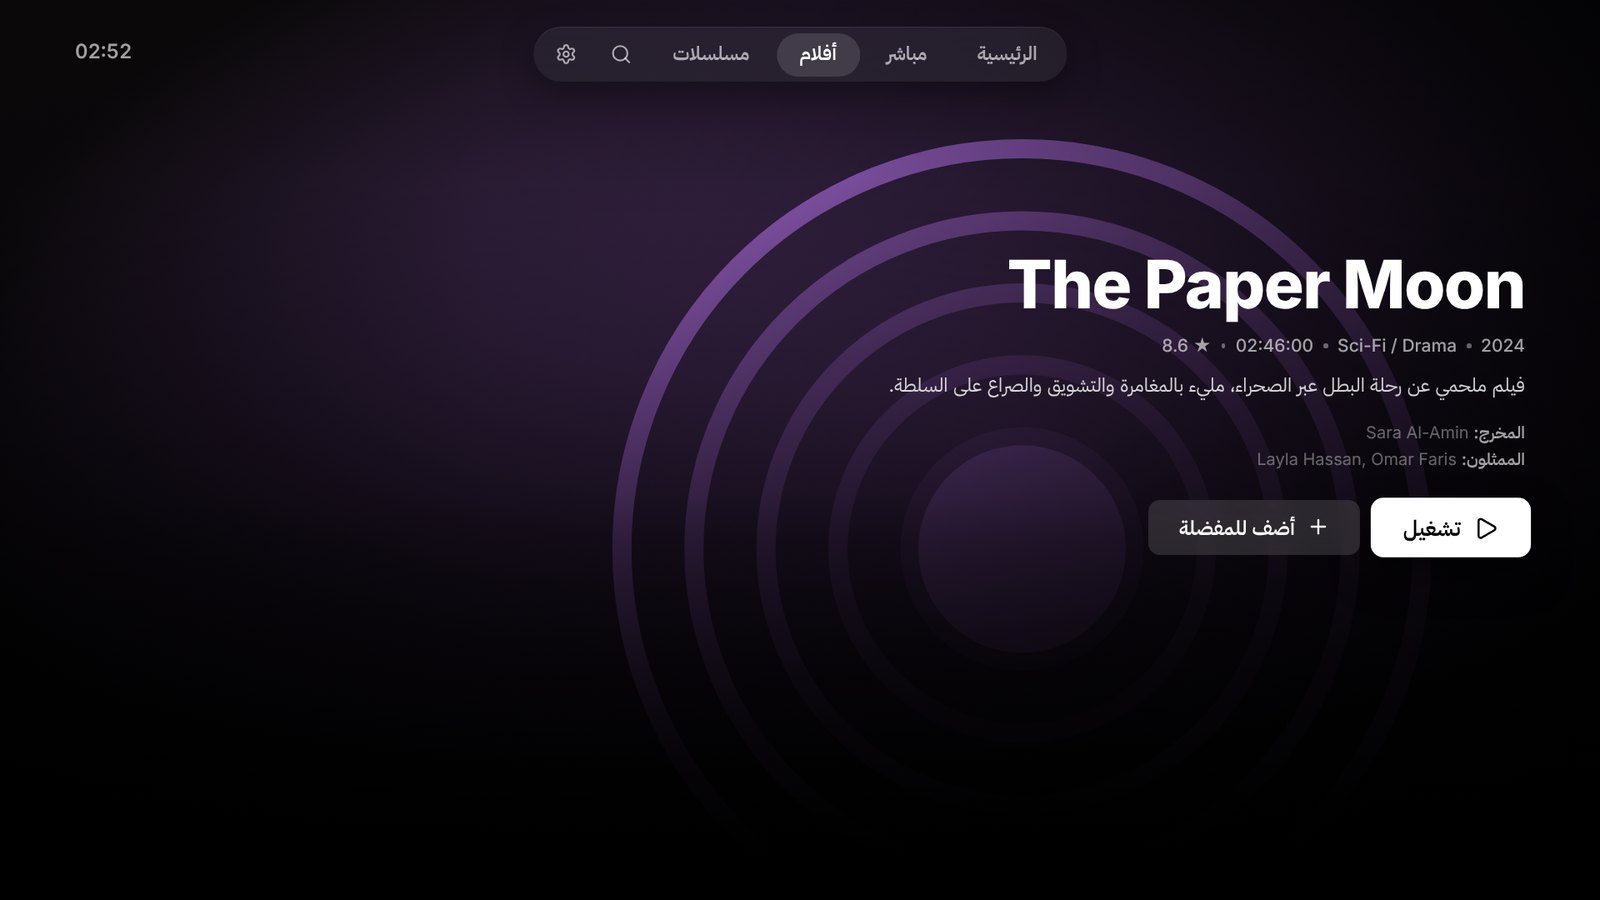 الرئيسية
مباشر
أفلام
مسلسلات
02:52
The Paper Moon
2024 • Sci-Fi / Drama • 02:46:00 • ★ 8.6
فيلم ملحمي عن رحلة البطل عبر الصحراء، مليء بالمغامرة والتشويق والصراع على السلطة.
المخرج: Sara Al-Amin
الممثلون: Layla Hassan, Omar Faris
تشغيل
أضف للمفضلة